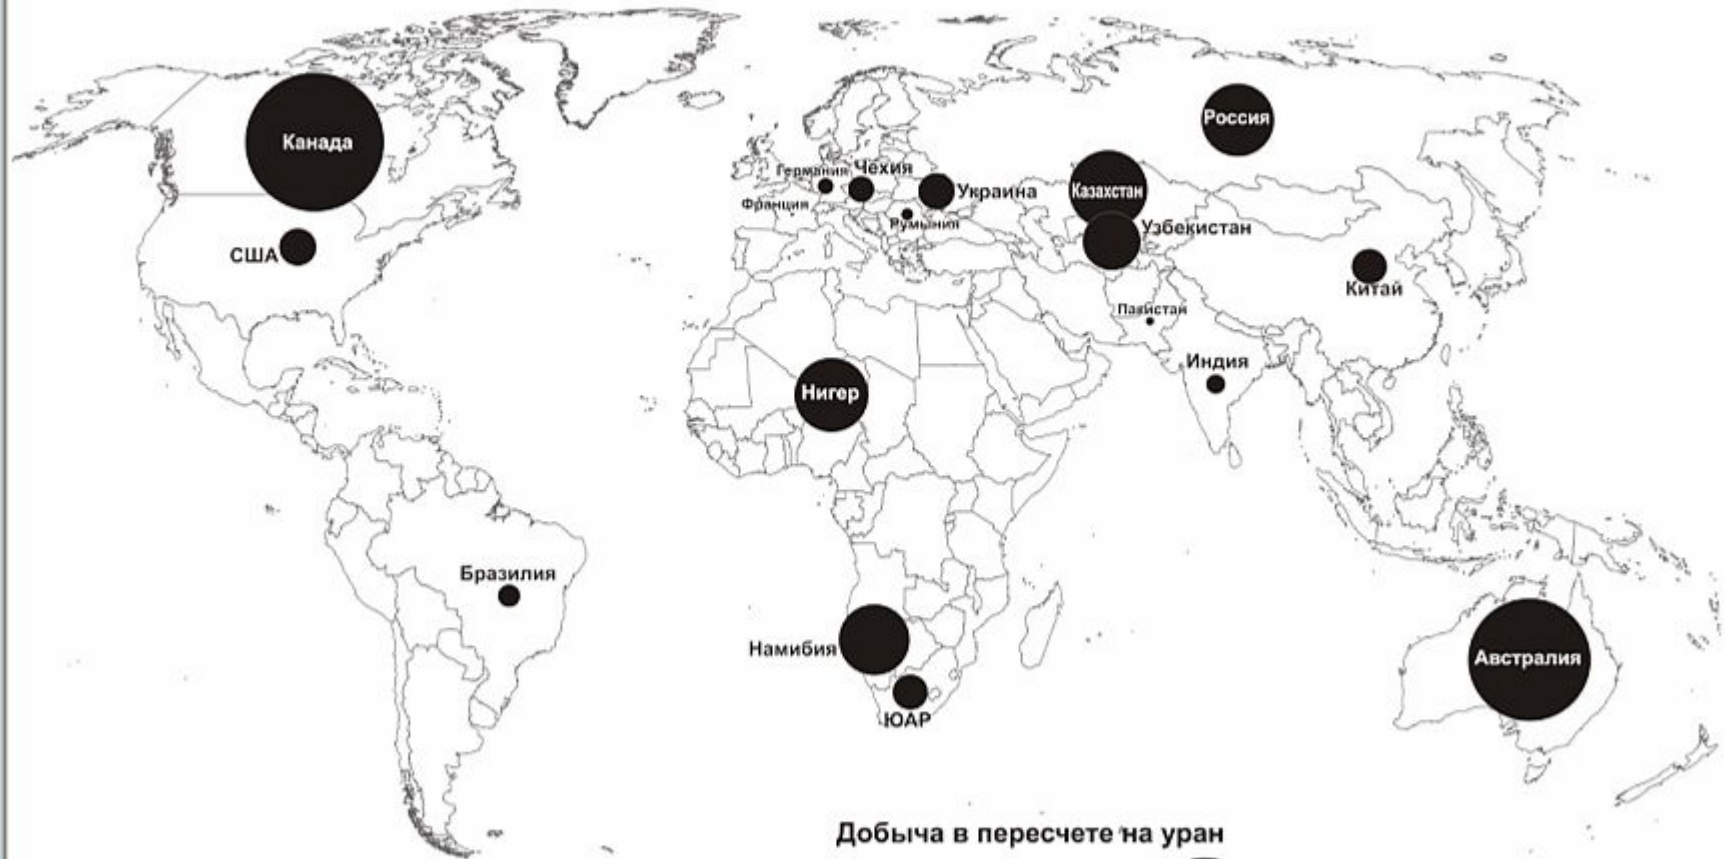 Канада
Россия
Германия
Чехия
Казахстан
Украина
Франция
Румыния
Узбекистан
США
Китай
Пакистан
Индия
Нигер
Бразилия
Намибия
Австралия
ЮАР
Добыча в пересчете на уран